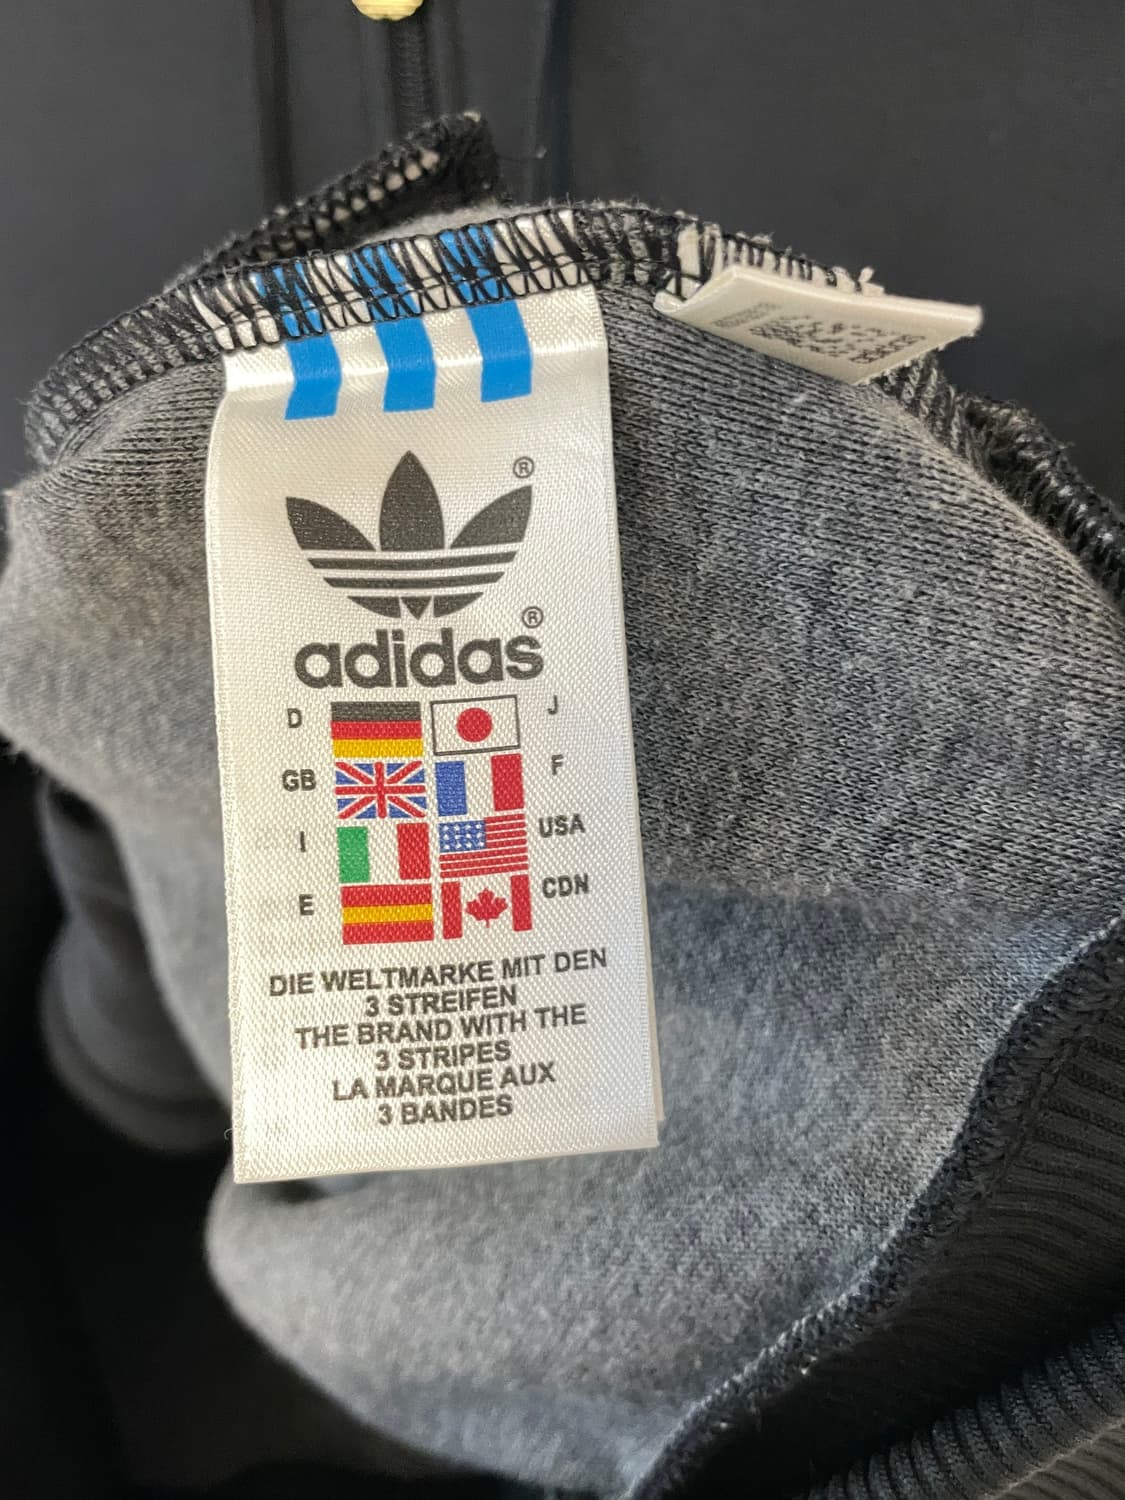 ®
adidas®
D J
GB F
I USA
E CDN
DIE WELTMARKE MIT DEN
3 STREIFEN
THE BRAND WITH THE
3 STRIPES
LA MARQUE AUX
3 BANDES